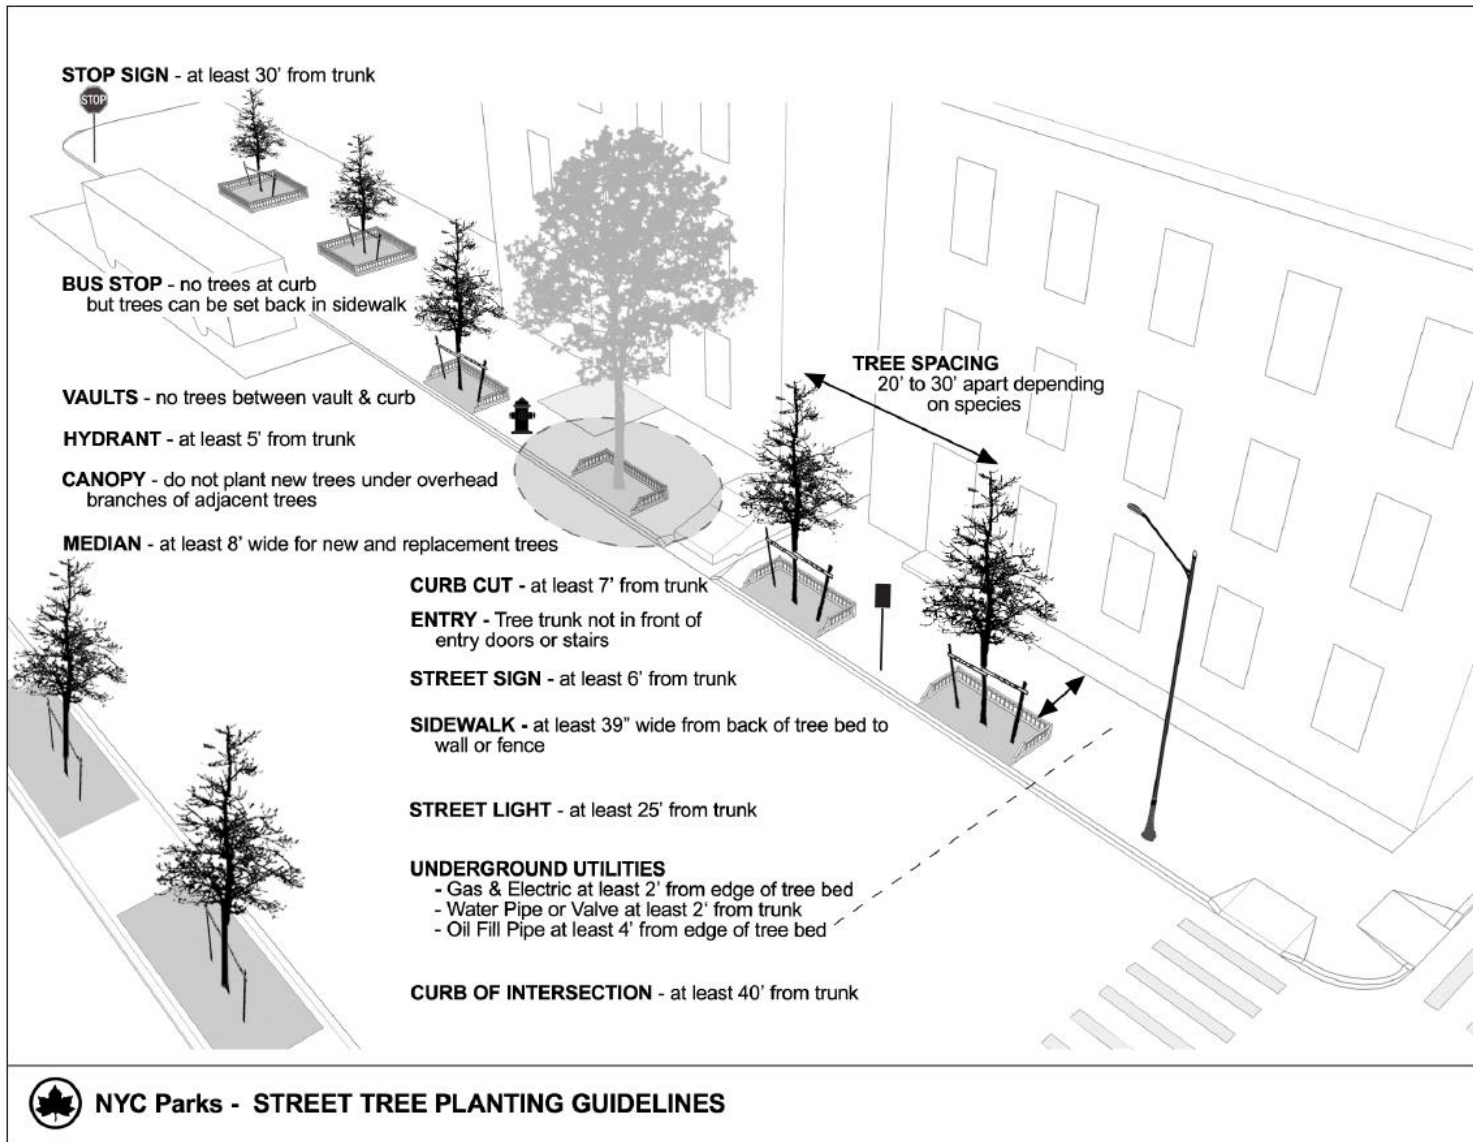 STOP SIGN - at least 30’ from trunk
STOP
BUS STOP - no trees at curb
but trees can be set back in sidewalk
TREE SPACING
20’ to 30’ apart depending
on species
VAULTS - no trees between vault & curb
HYDRANT - at least 5’ from trunk
CANOPY - do not plant new trees under overhead
branches of adjacent trees
MEDIAN - at least 8’ wide for new and replacement trees
CURB CUT - at least 7’ from trunk
ENTRY - Tree trunk not in front of
entry doors or stairs
STREET SIGN - at least 6’ from trunk
SIDEWALK - at least 39” wide from back of tree bed to
wall or fence
STREET LIGHT - at least 25’ from trunk
UNDERGROUND UTILITIES
- Gas & Electric at least 2’ from edge of tree bed
- Water Pipe or Valve at least 2‘ from trunk
- Oil Fill Pipe at least 4’ from edge of tree bed
CURB OF INTERSECTION - at least 40’ from trunk
NYC Parks - STREET TREE PLANTING GUIDELINES